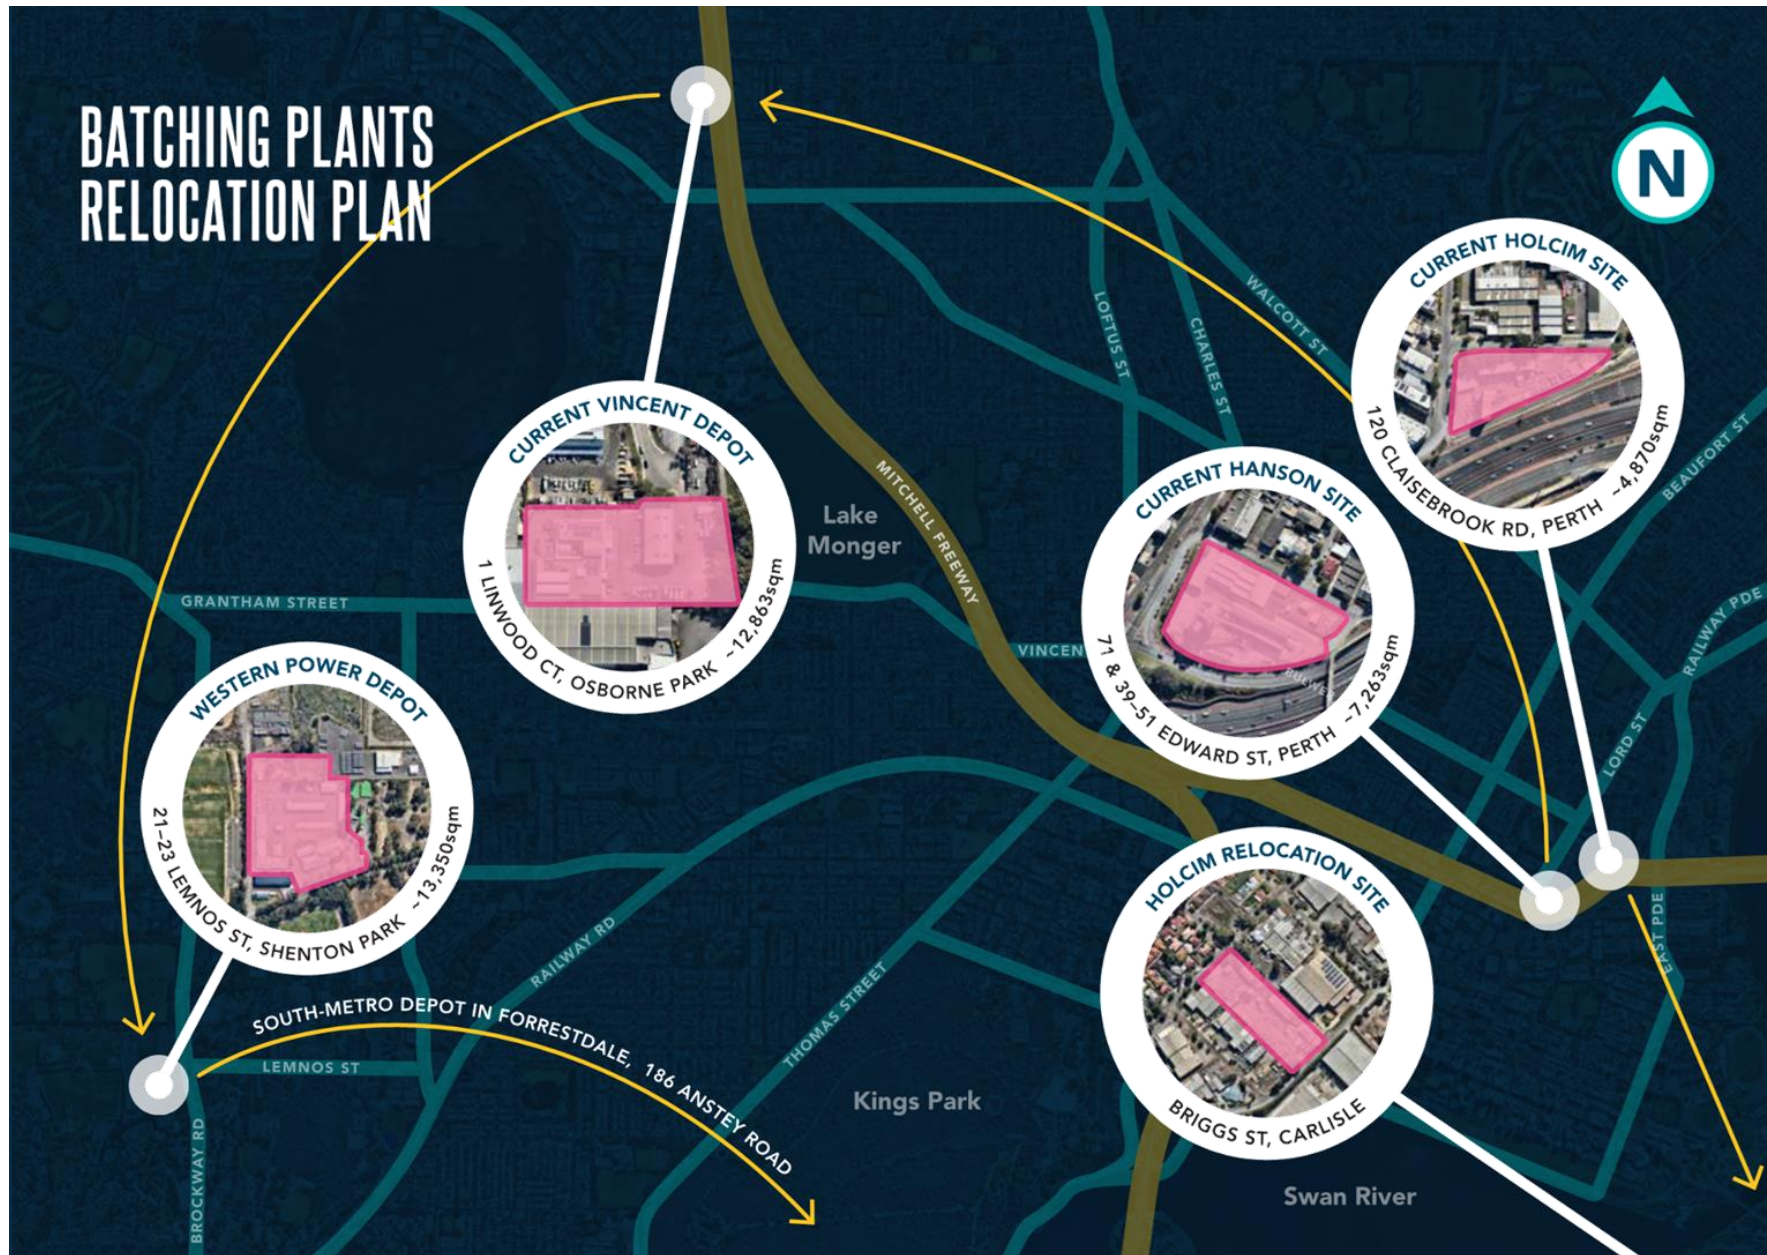 BATCHING PLANTS
RELOCATION PLAN
N
CURRENT HOLCIM SITE
120 CLAISEBROOK RD, PERTH ~4,870sqm
WALCOTT ST
LOFTUS ST
CHARLES ST
BEAUFORT ST
CURRENT VINCENT DEPOT
1 LINWOOD CT, OSBORNE PARK ~12,863sqm
Lake
Monger
MITCHELL FREEWAY
CURRENT HANSON SITE
71 & 39–51 EDWARD ST, PERTH ~7,263sqm
BULWE
GRANTHAM STREET
VINCEN
RAILWAY PDE
LORD ST
WESTERN POWER DEPOT
21–23 LEMNOS ST, SHENTON PARK ~13,350sqm
HOLCIM RELOCATION SITE
BRIGGS ST, CARLISLE
EAST PDE
RAILWAY RD
THOMAS STREET
SOUTH-METRO DEPOT IN FORRESTDALE, 186 ANSTEY ROAD
LEMNOS ST
BROCKWAY RD
Kings Park
Swan River